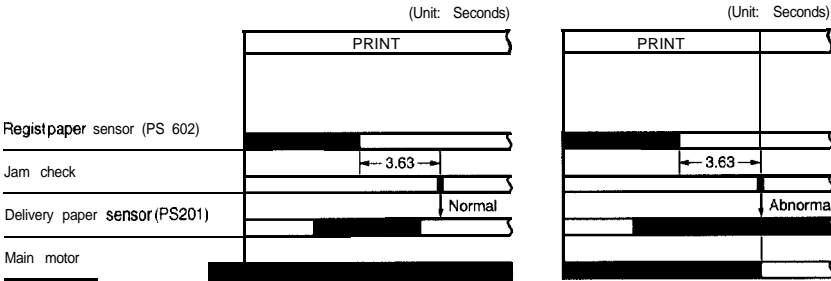 (Unit: Seconds) (Unit: Seconds)
PRINT PRINT
Regist paper sensor (PS 602)
3.63 3.63
Jam check
Normal Abnorma
Delivery paper sensor (PS201)
Main motor